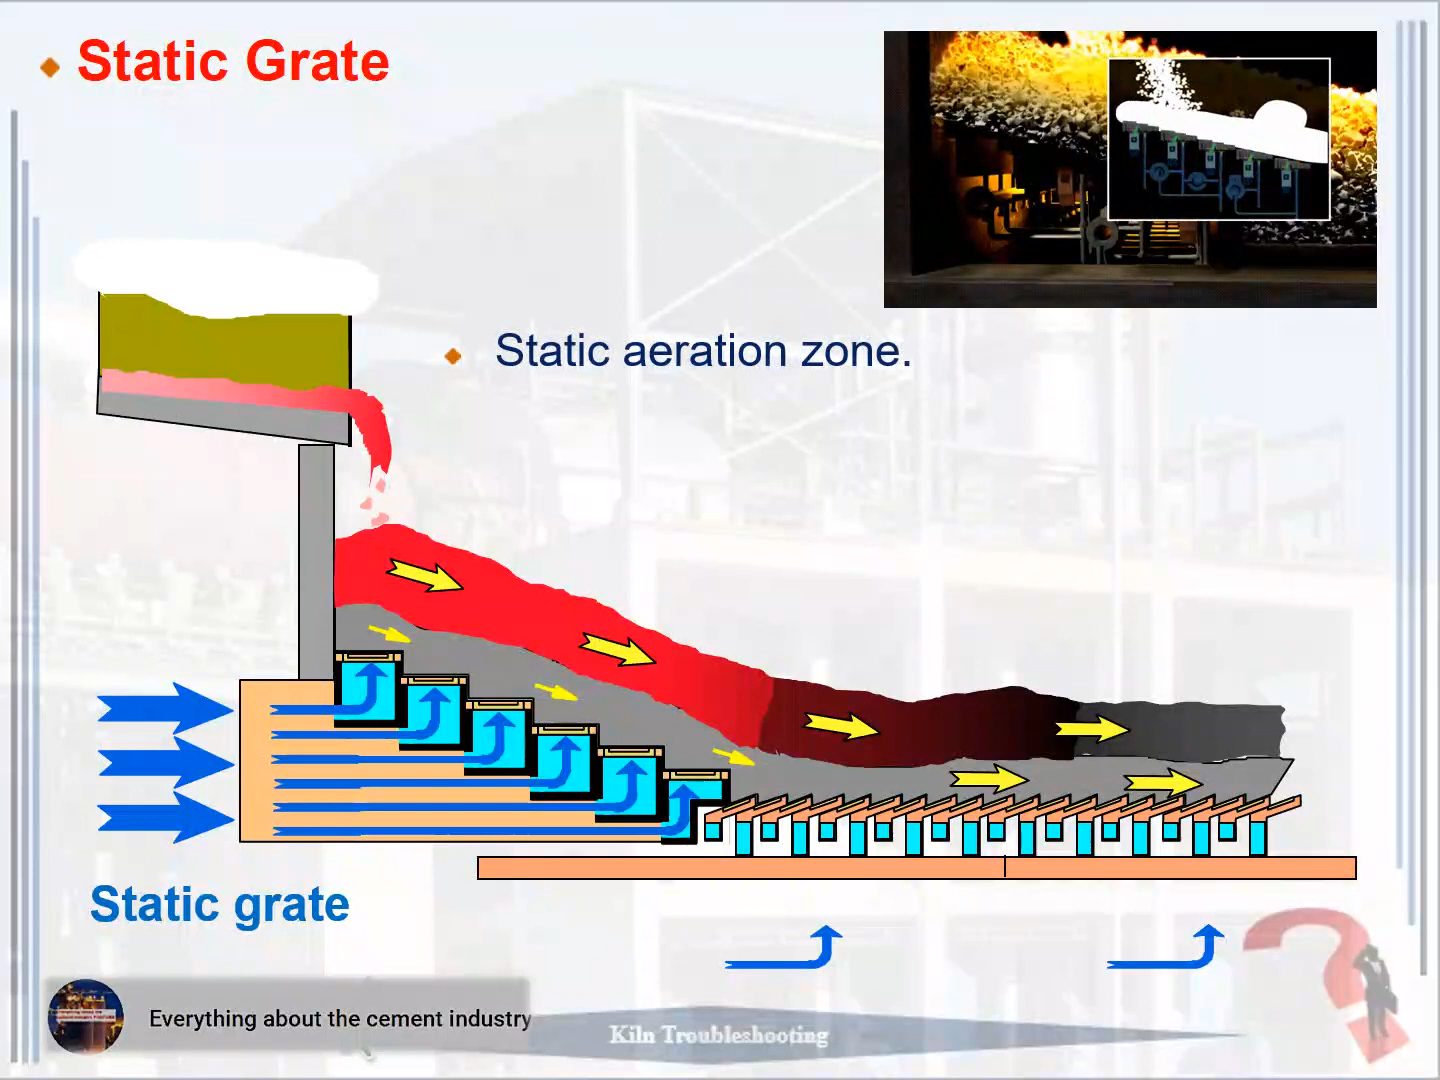 Static Grate
Static aeration zone.
Static grate
Everything about the cement industry
Kiln Troubleshooting